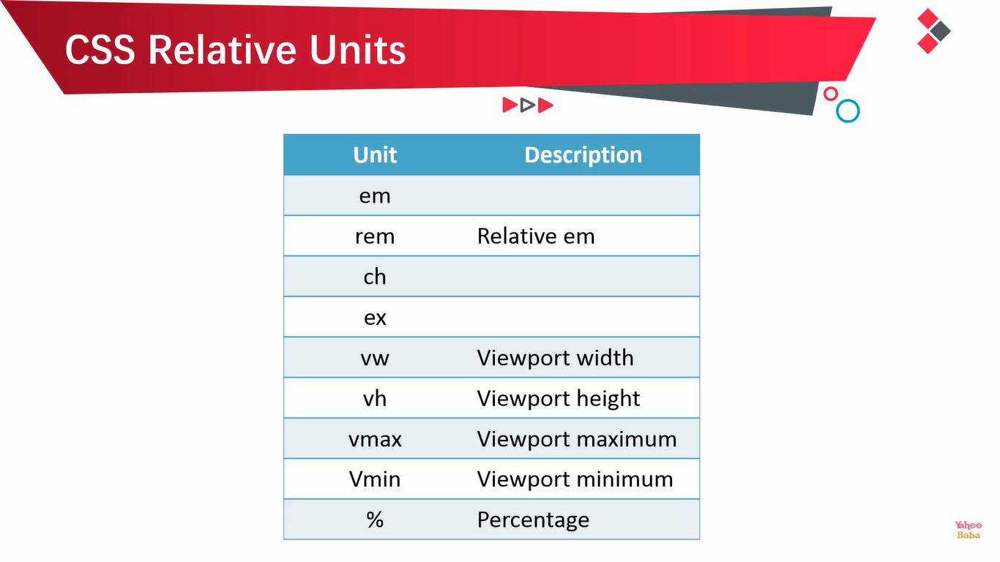 CSS Relative Units
Unit Description
em
rem Relative em
ch
ex
vw Viewport width
vh Viewport height
vmax Viewport maximum
Vmin Viewport minimum
% Percentage
Yahoo
Baba